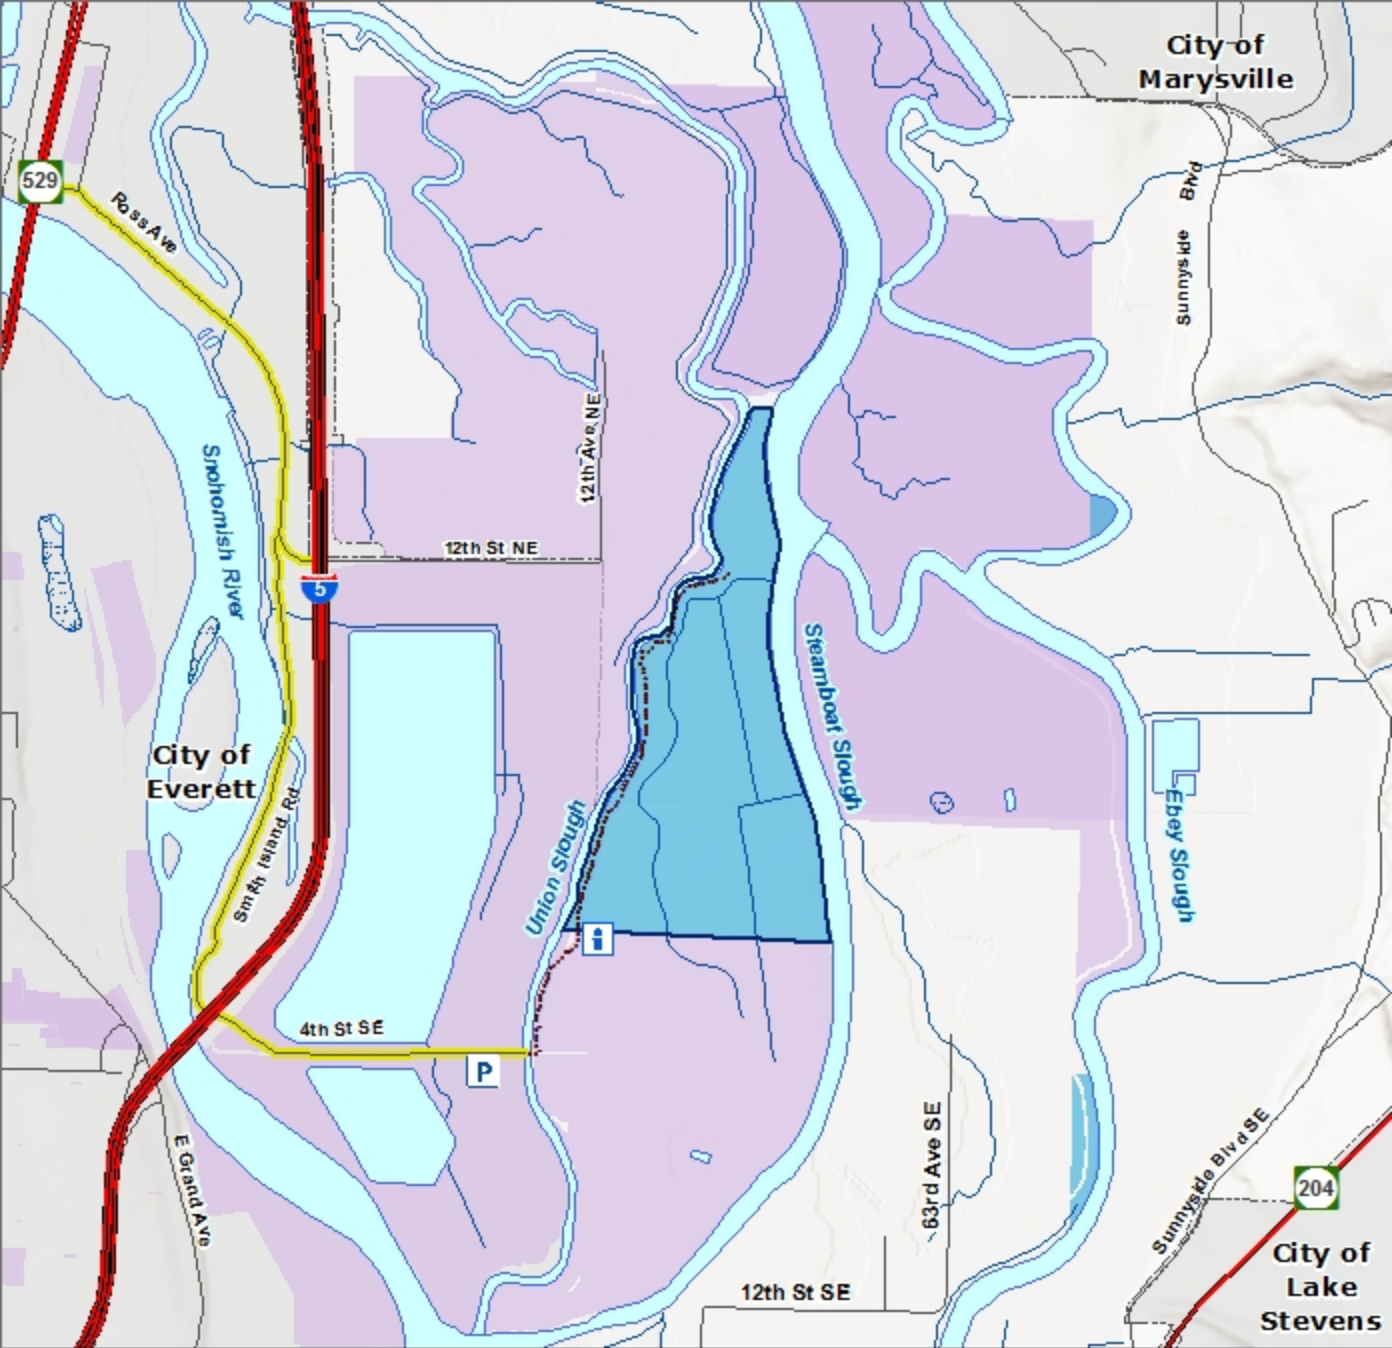 City of
Marysville
529
Ross Ave
Sunnyside Blvd
Snohomish River
12th Ave NE
12th St NE
5
Steamboat Slough
City of
Everett
Smith Island Rd
Union Slough
Ebey Slough
i
4th St SE
P
E Grand Ave
63rd Ave SE
Sunnyside Blvd SE
204
12th St SE
City of
Lake
Stevens